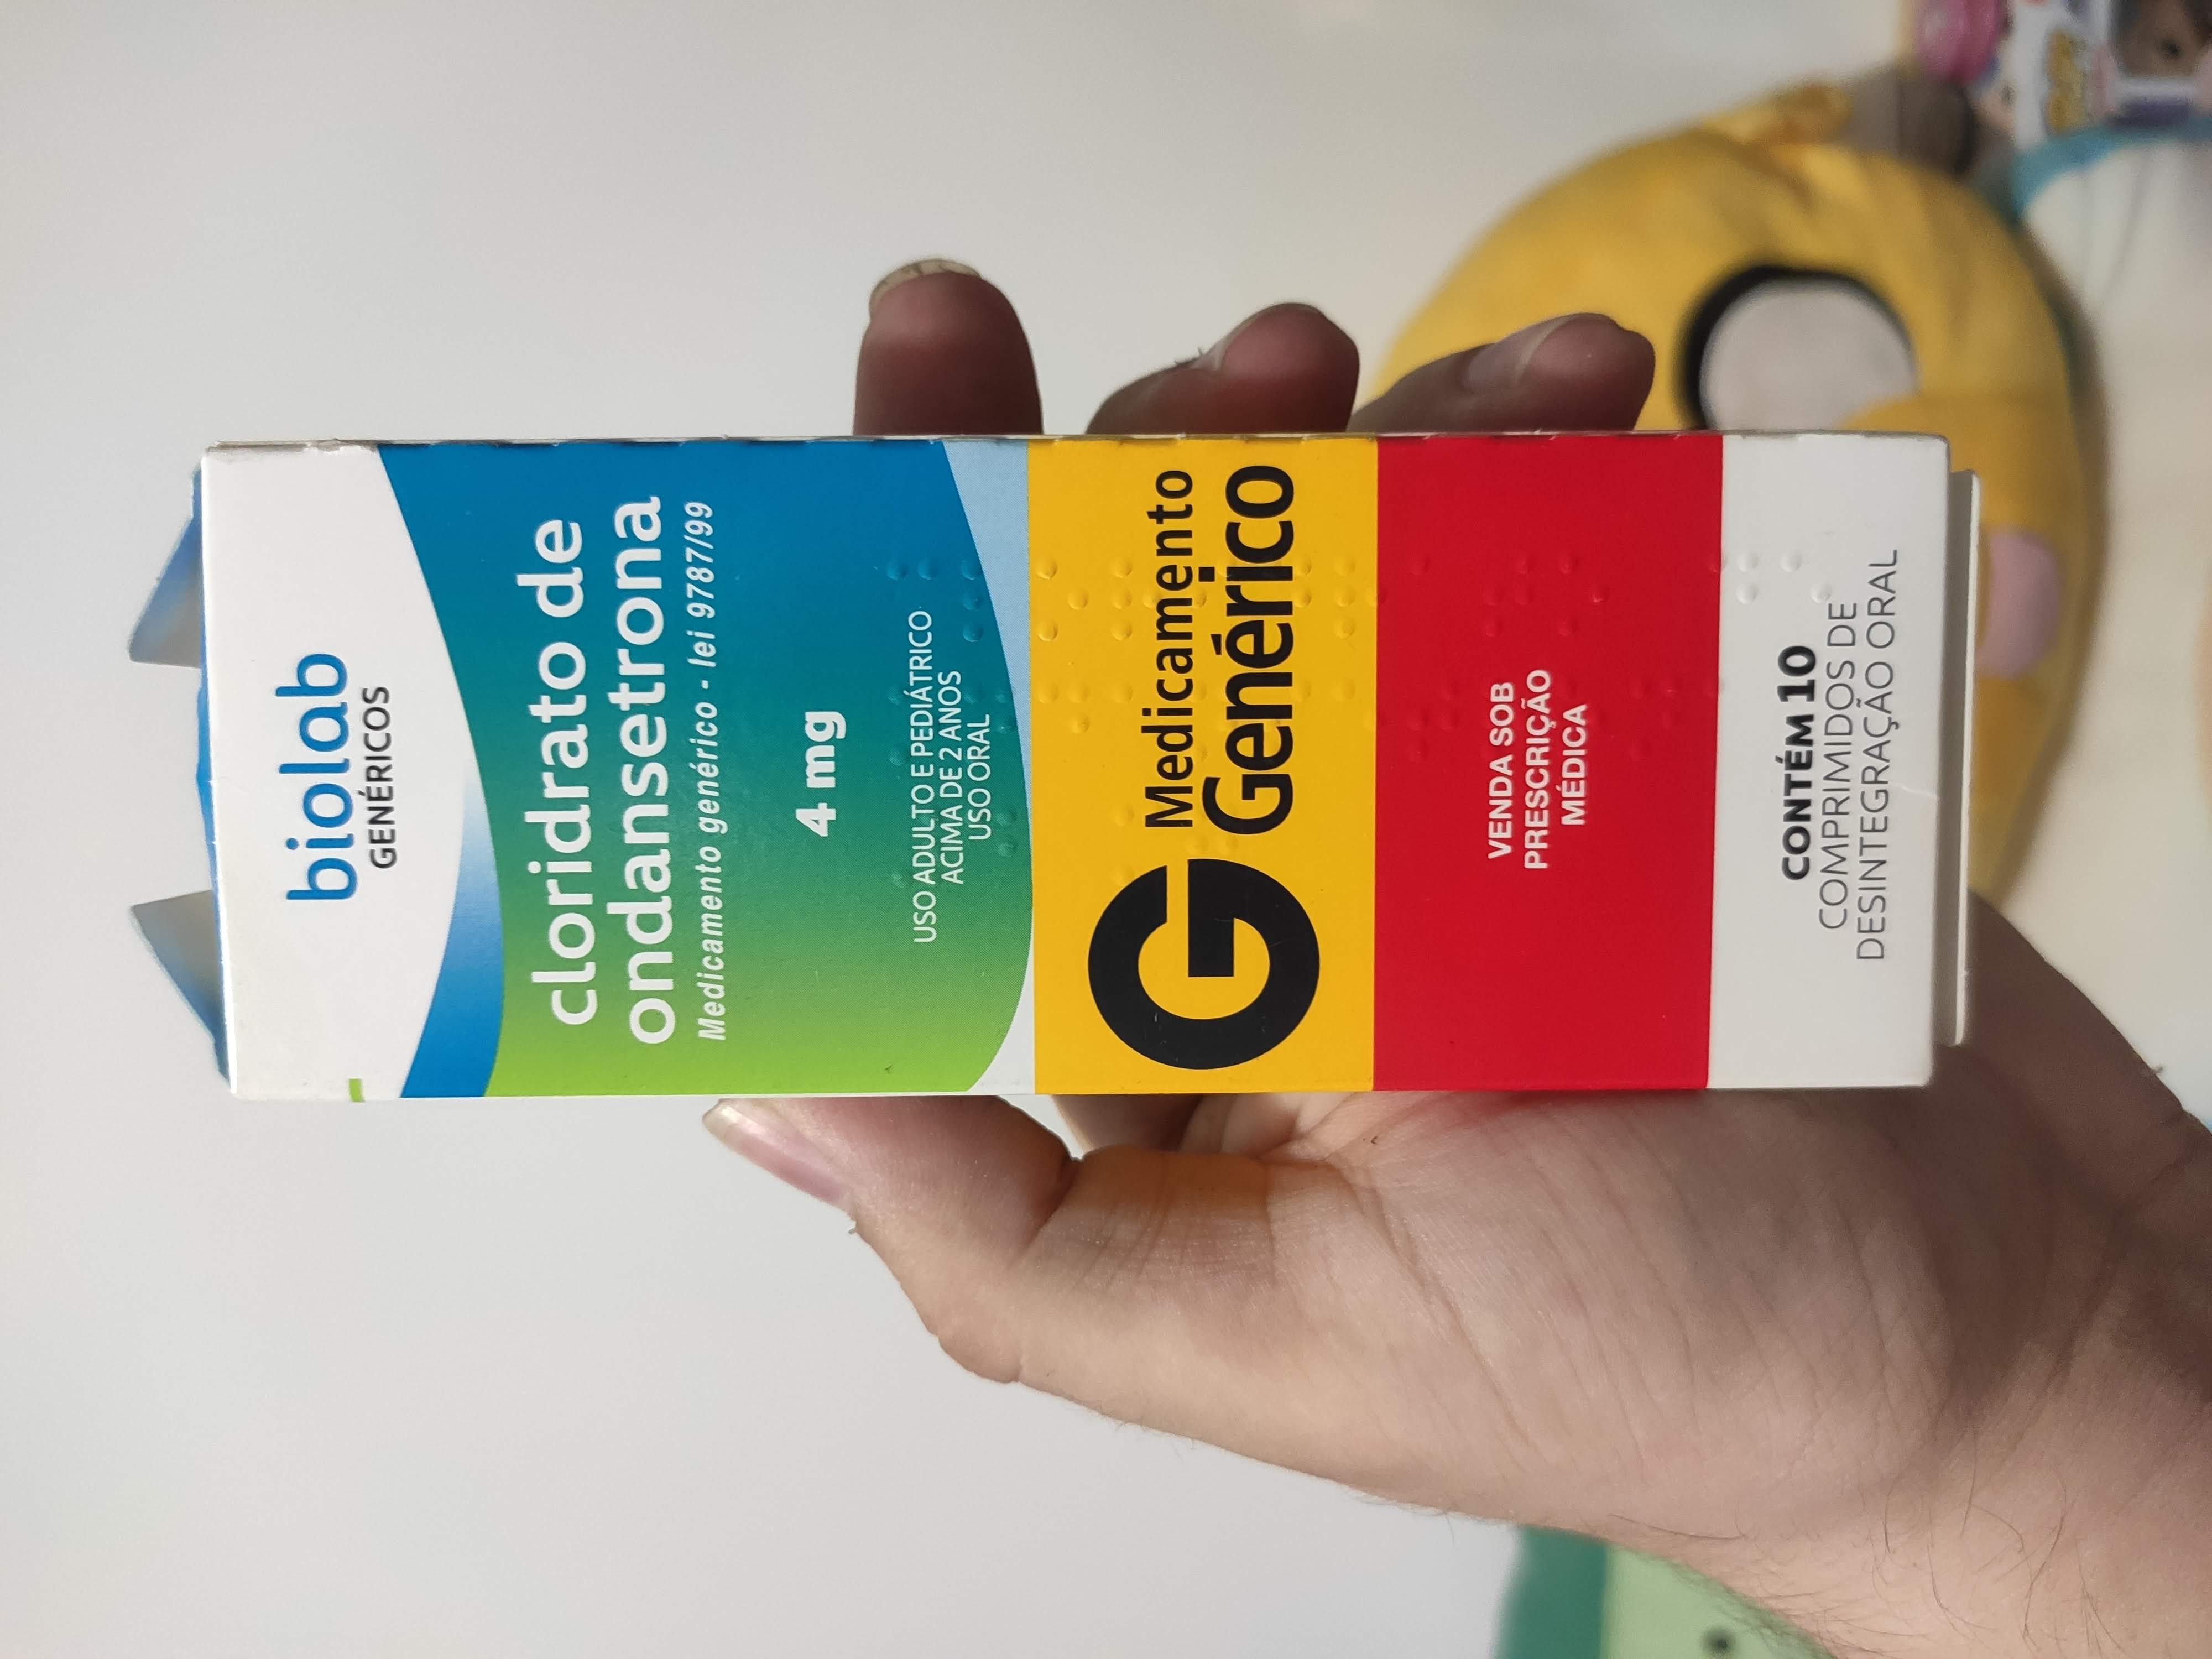 biolab
GENÉRICOS
cloridrato de
ondansetrona
Medicamento genérico - lei 9787/99
4 mg
USO ADULTO E PEDIÁTRICO
ACIMA DE 2 ANOS
USO ORAL
G Medicamento
Genérico
VENDA SOB
PRESCRIÇÃO
MÉDICA
CONTÉM 10
COMPRIMIDOS DE
DESINTEGRAÇÃO ORAL